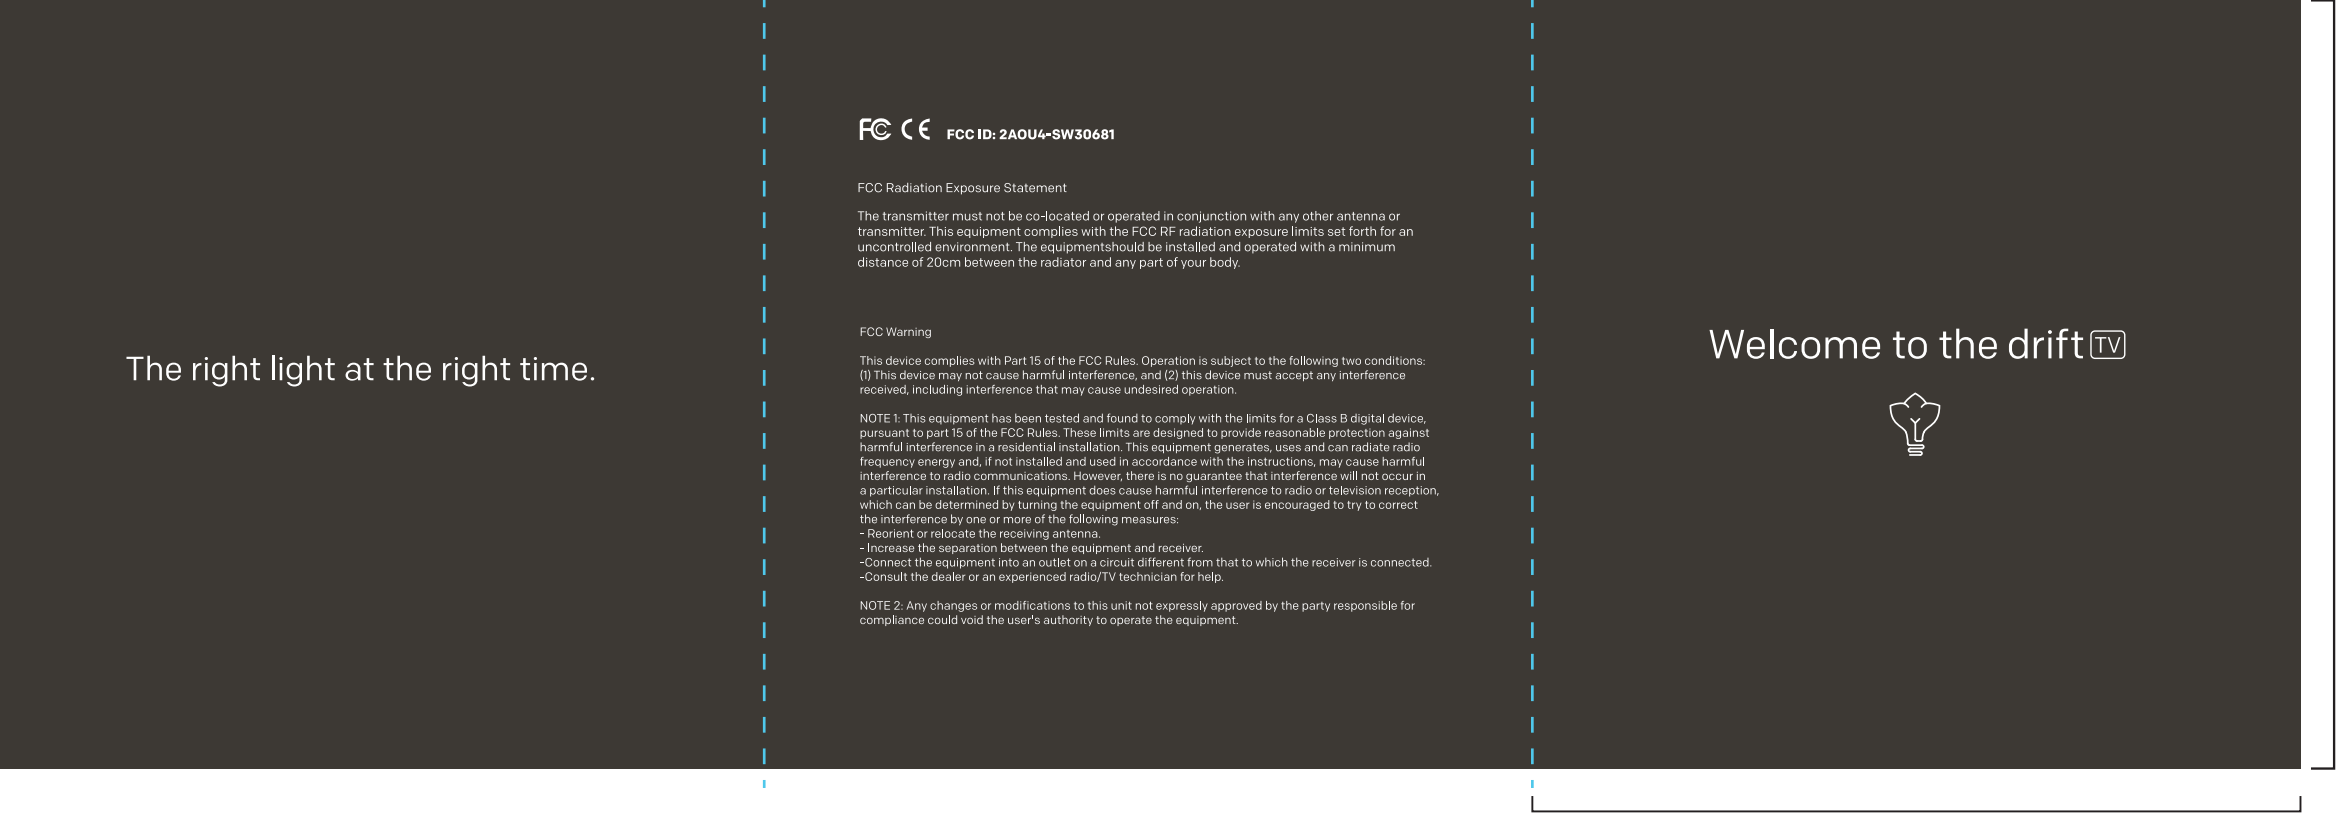 The right light at the right time.
FC CE FCC ID: 2AOU4-SW30681
FCC Radiation Exposure Statement
The transmitter must not be co-located or operated in conjunction with any other antenna or
transmitter. This equipment complies with the FCC RF radiation exposure limits set forth for an
uncontrolled environment. The equipmentshould be installed and operated with a minimum
distance of 20cm between the radiator and any part of your body.
FCC Warning
This device complies with Part 15 of the FCC Rules. Operation is subject to the following two conditions:
(1) This device may not cause harmful interference, and (2) this device must accept any interference
received, including interference that may cause undesired operation.
NOTE 1: This equipment has been tested and found to comply with the limits for a Class B digital device,
pursuant to part 15 of the FCC Rules. These limits are designed to provide reasonable protection against
harmful interference in a residential installation. This equipment generates, uses and can radiate radio
frequency energy and, if not installed and used in accordance with the instructions, may cause harmful
interference to radio communications. However, there is no guarantee that interference will not occur in
a particular installation. If this equipment does cause harmful interference to radio or television reception,
which can be determined by turning the equipment off and on, the user is encouraged to try to correct
the interference by one or more of the following measures:
- Reorient or relocate the receiving antenna.
- Increase the separation between the equipment and receiver.
-Connect the equipment into an outlet on a circuit different from that to which the receiver is connected.
-Consult the dealer or an experienced radio/TV technician for help.
NOTE 2: Any changes or modifications to this unit not expressly approved by the party responsible for
compliance could void the user's authority to operate the equipment.
Welcome to the drift TV